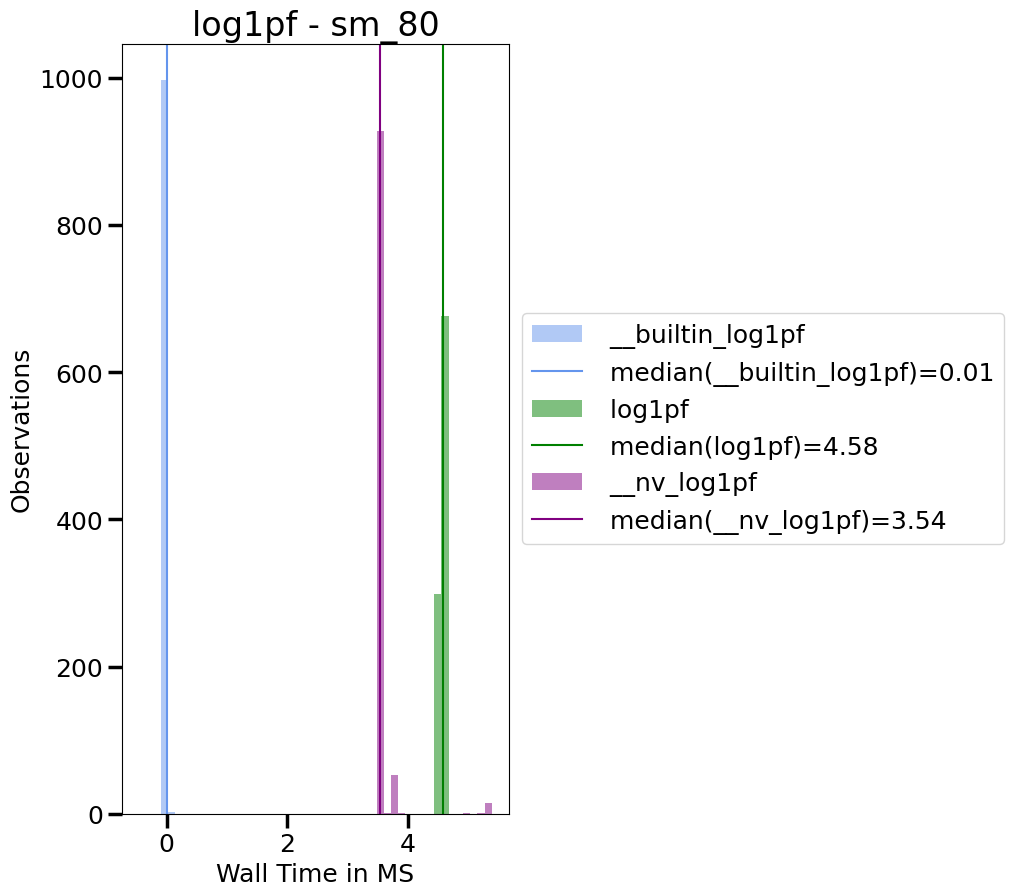 log1pf - sm_80
1000
800
600
400
200
0
Observations
0 2 4
Wall Time in MS
__builtin_log1pf
median(__builtin_log1pf)=0.01
log1pf
median(log1pf)=4.58
__nv_log1pf
median(__nv_log1pf)=3.54